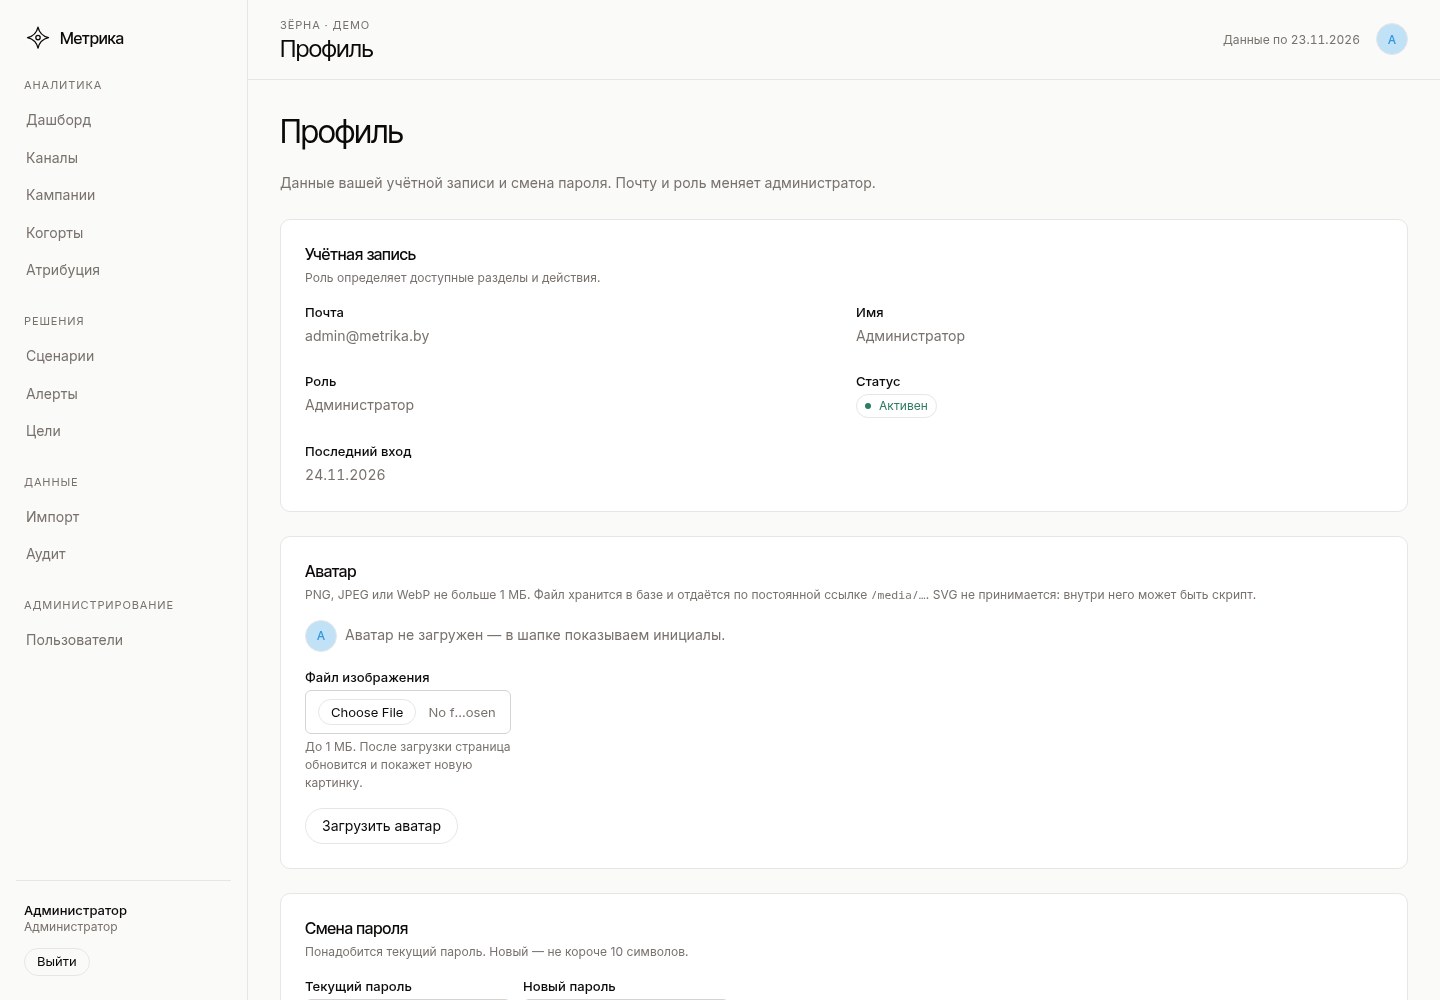 Метрика
АНАЛИТИКА
Дашборд
Каналы
Кампании
Когорты
Атрибуция
РЕШЕНИЯ
Сценарии
Алерты
Цели
ДАННЫЕ
Импорт
Аудит
АДМИНИСТРИРОВАНИЕ
Пользователи
Администратор
Администратор
Выйти
ЗЁРНА · ДЕМО
Профиль
Данные по 23.11.2026
А
Профиль
Данные вашей учётной записи и смена пароля. Почту и роль меняет администратор.
Учётная запись
Роль определяет доступные разделы и действия.
Почта
admin@metrika.by
Имя
Администратор
Роль
Администратор
Статус
Активен
Последний вход
24.11.2026
Аватар
PNG, JPEG или WebP не больше 1 МБ. Файл хранится в базе и отдаётся по постоянной ссылке /media/…. SVG не принимается: внутри него может быть скрипт.
А
Аватар не загружен — в шапке показываем инициалы.
Файл изображения
Choose File No f...osen
До 1 МБ. После загрузки страница
обновится и покажет новую
картинку.
Загрузить аватар
Смена пароля
Понадобится текущий пароль. Новый — не короче 10 символов.
Текущий пароль
Новый пароль